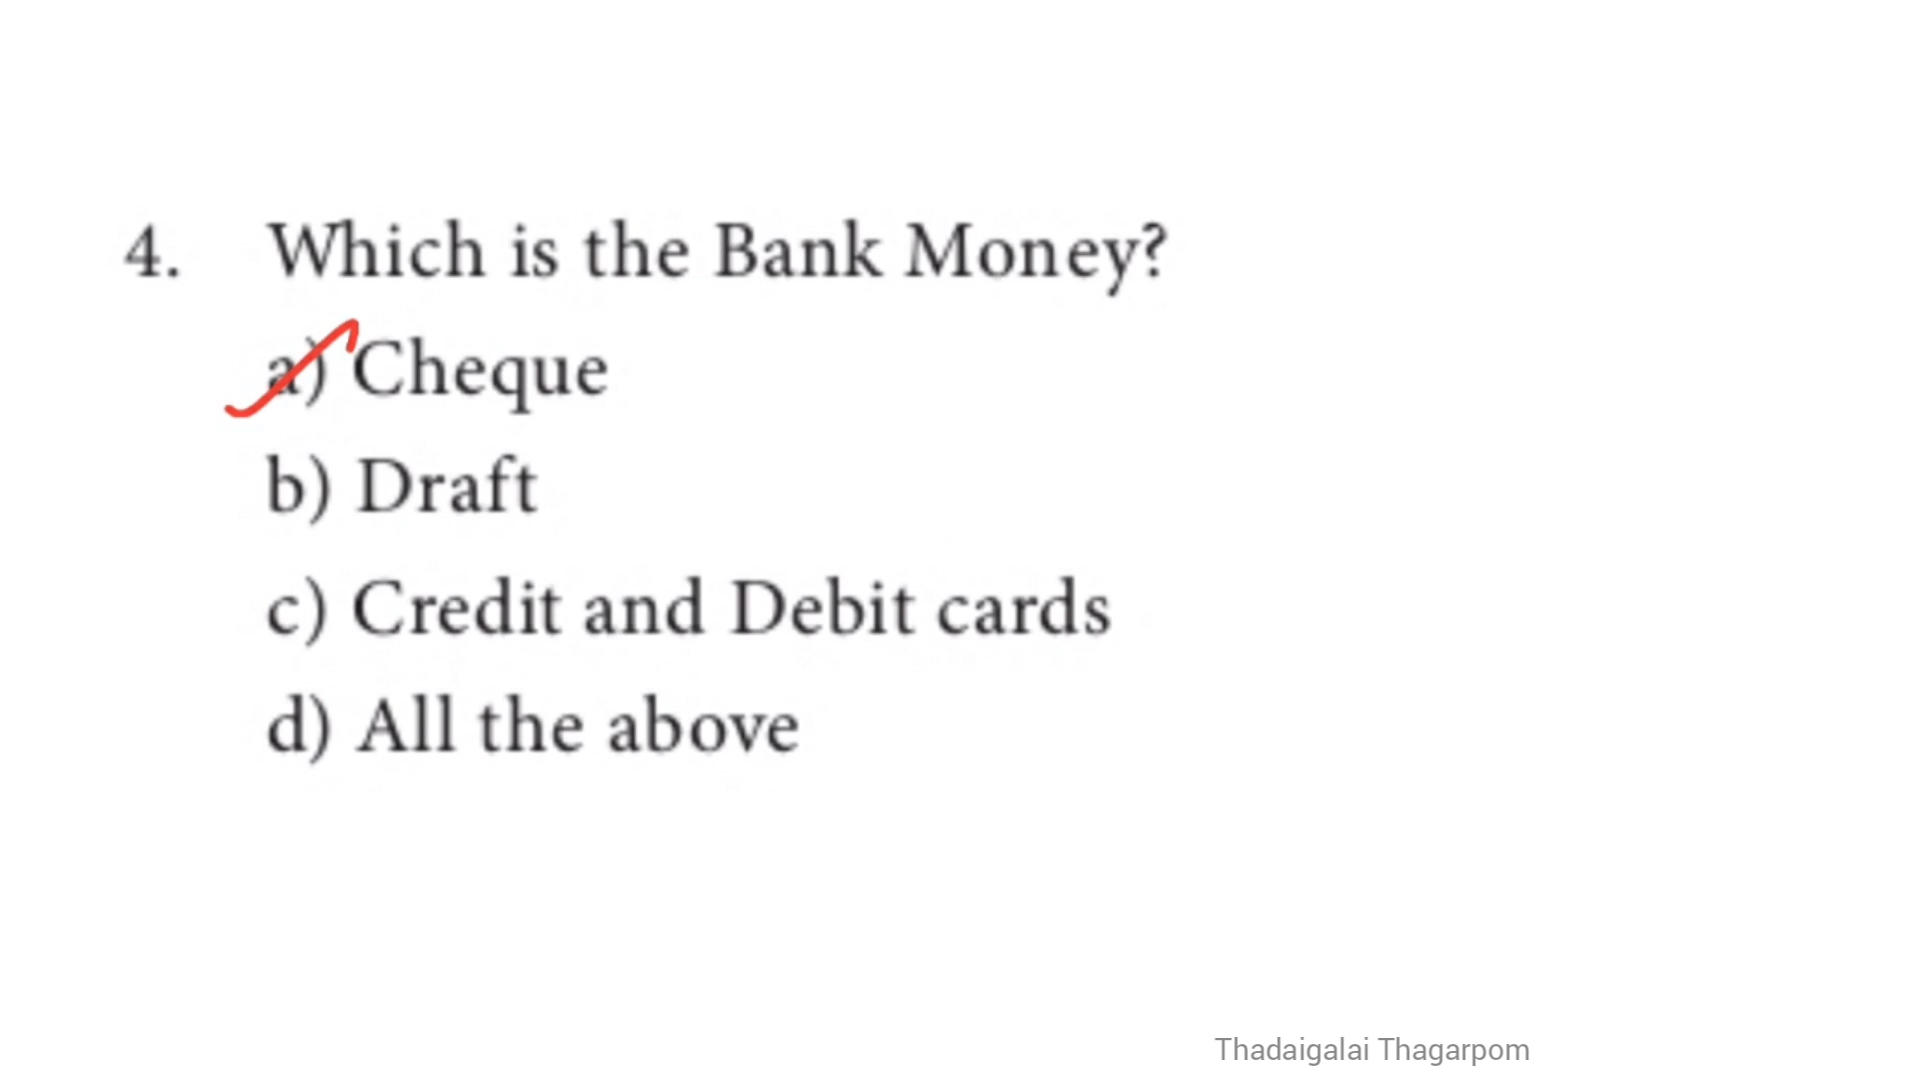 4. Which is the Bank Money?
a) Cheque
b) Draft
c) Credit and Debit cards
d) All the above
Thadaigalai Thagarpom